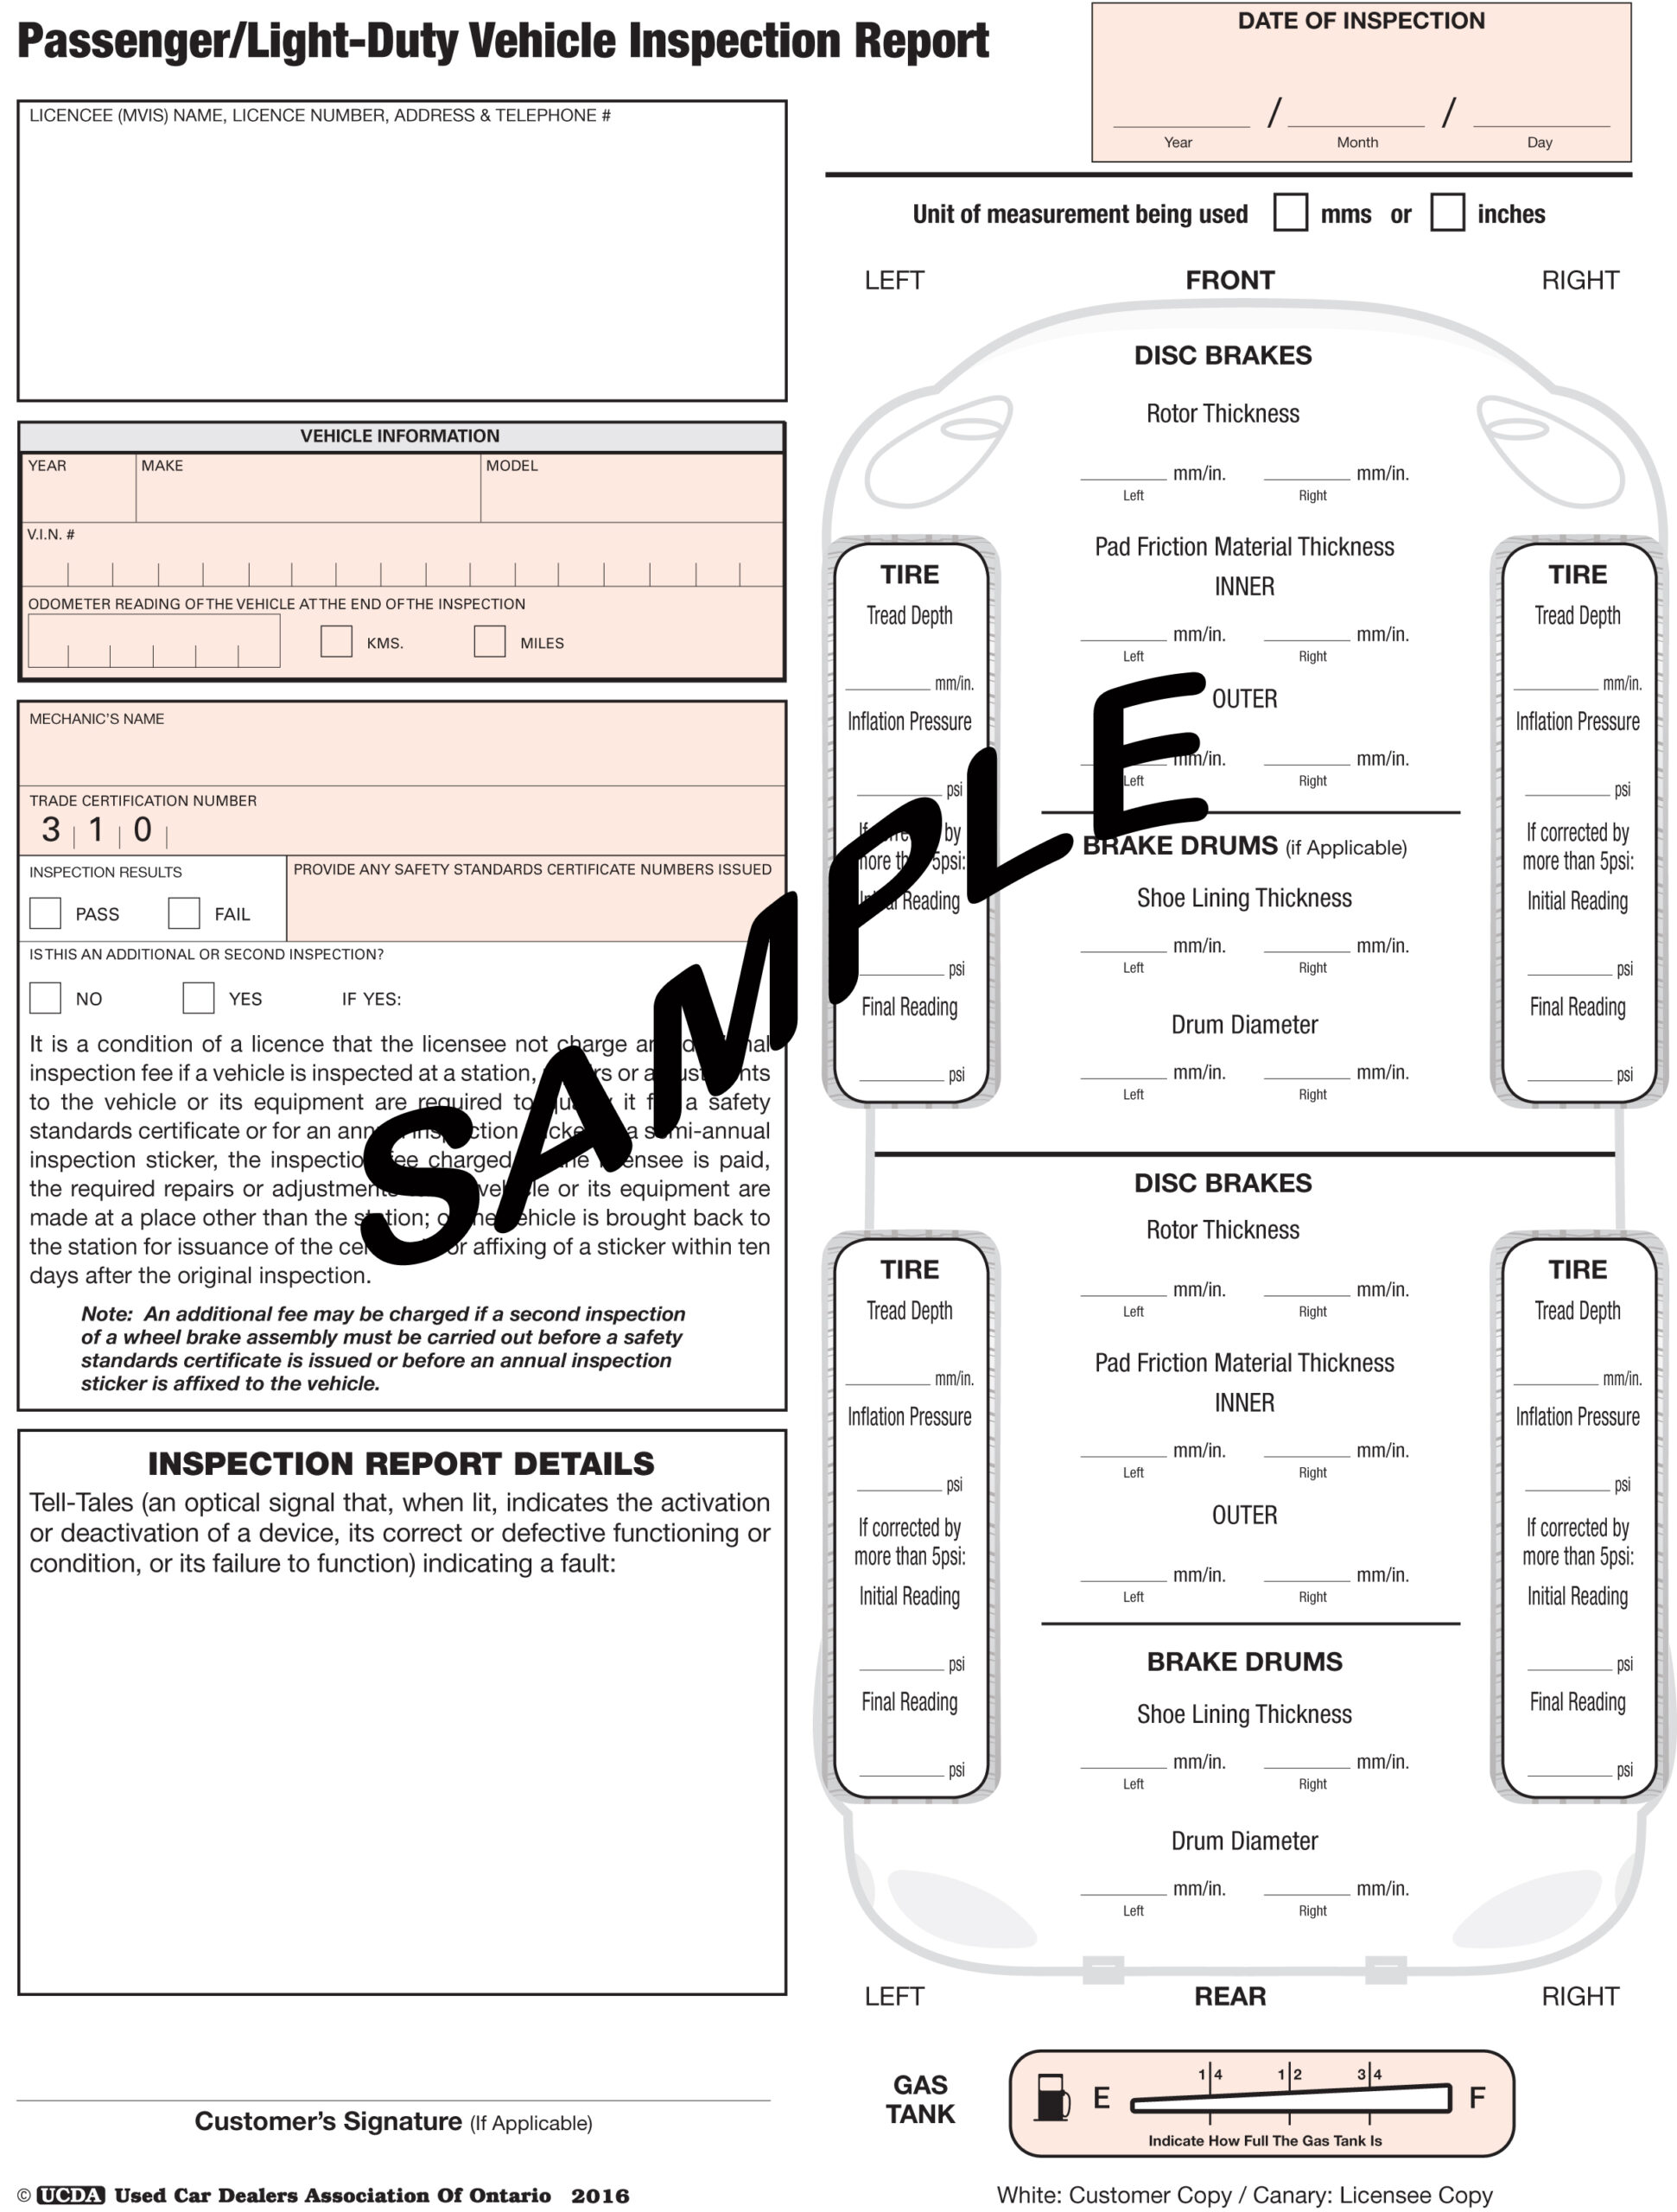 Passenger/Light-Duty Vehicle Inspection Report
DATE OF INSPECTION
/ /
Year Month Day
LICENCEE (MVIS) NAME, LICENCE NUMBER, ADDRESS & TELEPHONE #
VEHICLE INFORMATION
YEAR MAKE MODEL
V.I.N. #
ODOMETER READING OF THE VEHICLE AT THE END OF THE INSPECTION
KMS. MILES
MECHANIC'S NAME
TRADE CERTIFICATION NUMBER
3 1 0
INSPECTION RESULTS
PASS FAIL
PROVIDE ANY SAFETY STANDARDS CERTIFICATE NUMBERS ISSUED
IS THIS AN ADDITIONAL OR SECOND INSPECTION?
NO YES IF YES:
It is a condition of a licence that the licensee not charge an
inspection fee if a vehicle is inspected at a station, or
to the vehicle or its equipment are required to it a safety
standards certificate or for an a semi-annual
inspection sticker, the inspection fee charged licensee is paid,
the required repairs or adjustments vehicle or its equipment are
made at a place other than the station; vehicle is brought back to
the station for issuance of the or affixing of a sticker within ten
days after the original inspection.
Note: An additional fee may be charged if a second inspection
of a wheel brake assembly must be carried out before a safety
standards certificate is issued or before an annual inspection
sticker is affixed to the vehicle.
INSPECTION REPORT DETAILS
Tell-Tales (an optical signal that, when lit, indicates the activation
or deactivation of a device, its correct or defective functioning or
condition, or its failure to function) indicating a fault:
Customer's Signature (If Applicable)
© UCDA Used Car Dealers Association Of Ontario 2016
Unit of measurement being used mms or inches
LEFT FRONT RIGHT
DISC BRAKES
Rotor Thickness
mm/in. mm/in.
Left Right
Pad Friction Material Thickness
INNER
mm/in. mm/in.
Left Right
OUTER
mm/in. mm/in.
Left Right
BRAKE DRUMS (if Applicable)
Shoe Lining Thickness
mm/in. mm/in.
Left Right
Drum Diameter
mm/in. mm/in.
Left Right
TIRE
Tread Depth
mm/in.
Inflation Pressure
psi
If corrected by
more than 5psi:
Initial Reading
psi
Final Reading
psi
TIRE
Tread Depth
mm/in.
Inflation Pressure
psi
If corrected by
more than 5psi:
Initial Reading
psi
Final Reading
psi
DISC BRAKES
Rotor Thickness
mm/in. mm/in.
Left Right
Pad Friction Material Thickness
INNER
mm/in. mm/in.
Left Right
OUTER
mm/in. mm/in.
Left Right
BRAKE DRUMS
Shoe Lining Thickness
mm/in. mm/in.
Left Right
Drum Diameter
mm/in. mm/in.
Left Right
TIRE
Tread Depth
mm/in.
Inflation Pressure
psi
If corrected by
more than 5psi:
Initial Reading
psi
Final Reading
psi
TIRE
Tread Depth
mm/in.
Inflation Pressure
psi
If corrected by
more than 5psi:
Initial Reading
psi
Final Reading
psi
LEFT REAR RIGHT
GAS
TANK
1|4 1|2 3|4
E F
Indicate How Full The Gas Tank Is
White: Customer Copy / Canary: Licensee Copy
SAMPLE